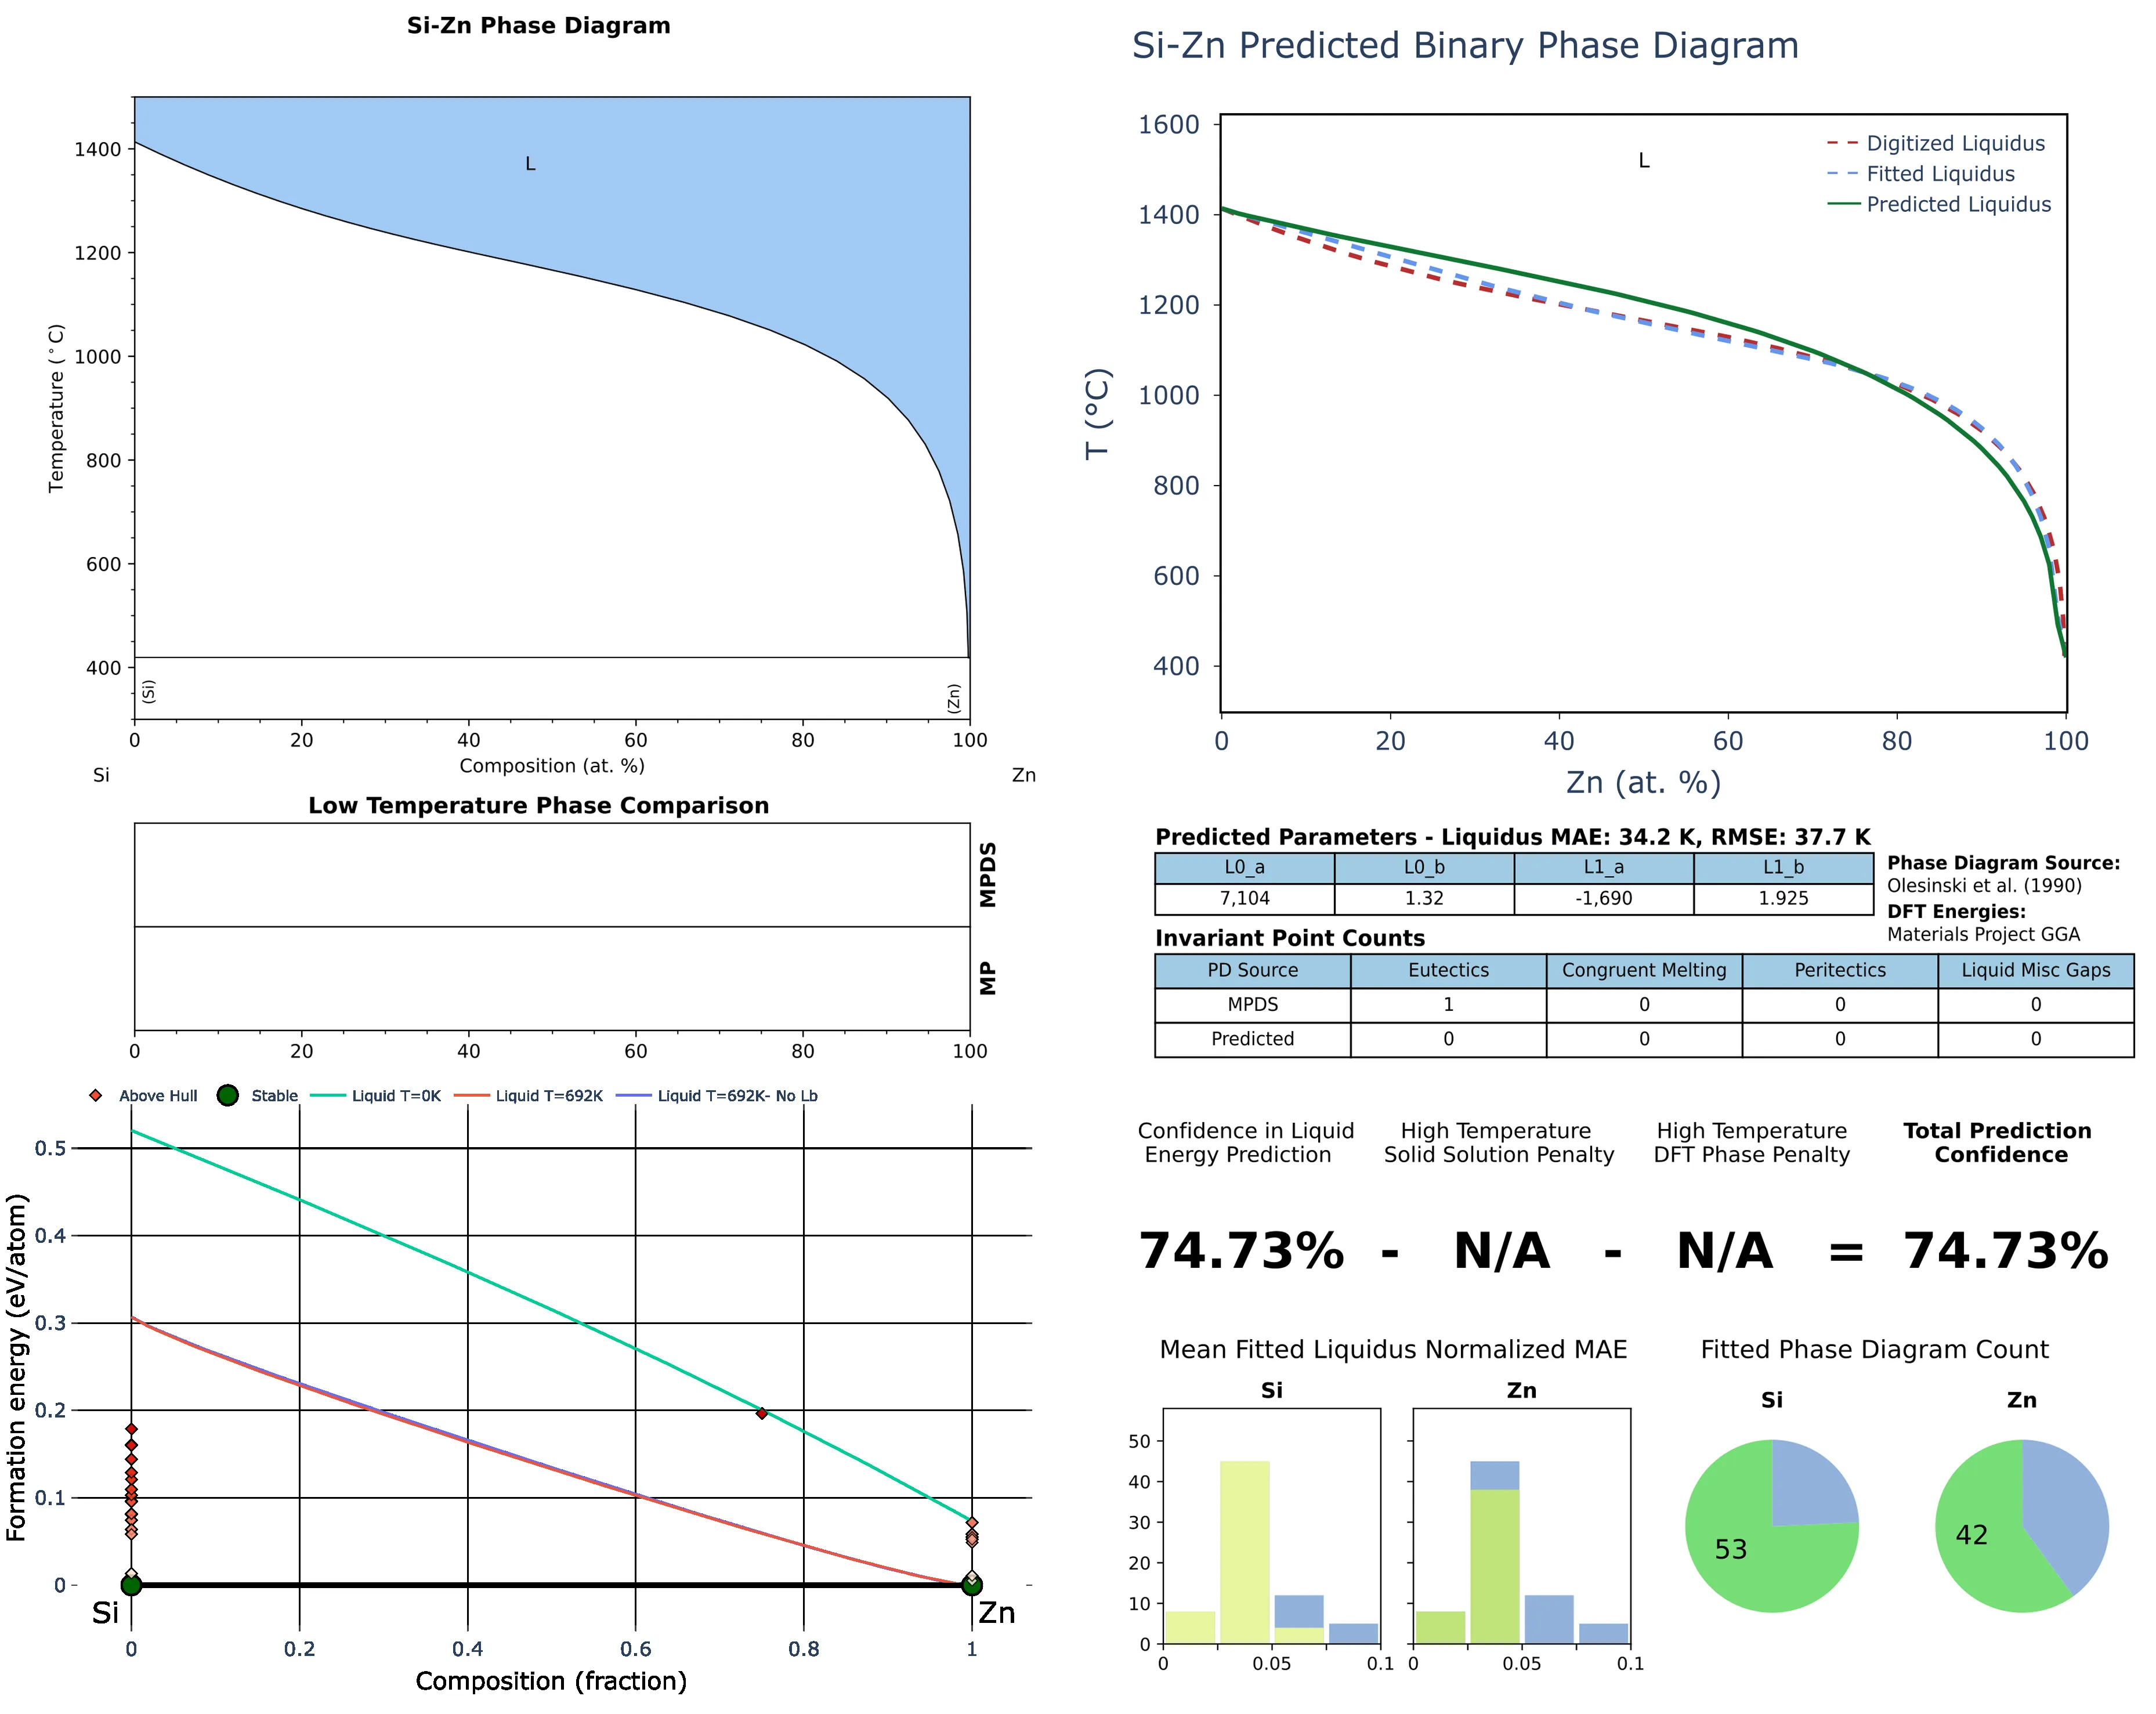 Si-Zn Phase Diagram
L
1400
1200
1000
800
600
400
Temperature (°C)
(Si)
(Zn)
0 20 40 60 80 100
Composition (at. %)
Si
Zn
Low Temperature Phase Comparison
MPDS
MP
0 20 40 60 80 100
Above Hull
Stable
Liquid T=0K
Liquid T=692K
Liquid T=692K- No Lb
0.5
0.4
0.3
0.2
0.1
0
Formation energy (eV/atom)
Si
Zn
0 0.2 0.4 0.6 0.8 1
Composition (fraction)
Si-Zn Predicted Binary Phase Diagram
L
Digitized Liquidus
Fitted Liquidus
Predicted Liquidus
1600
1400
1200
1000
800
600
400
T (°C)
0 20 40 60 80 100
Zn (at. %)
Predicted Parameters - Liquidus MAE: 34.2 K, RMSE: 37.7 K
L0_a L0_b L1_a L1_b
7,104 1.32 -1,690 1.925
Phase Diagram Source:
Olesinski et al. (1990)
DFT Energies:
Materials Project GGA
Invariant Point Counts
PD Source Eutectics Congruent Melting Peritectics Liquid Misc Gaps
MPDS 1 0 0 0
Predicted 0 0 0 0
Confidence in Liquid
Energy Prediction
High Temperature
Solid Solution Penalty
High Temperature
DFT Phase Penalty
Total Prediction
Confidence
74.73% - N/A - N/A = 74.73%
Mean Fitted Liquidus Normalized MAE
Si
Zn
50
40
30
20
10
0
0 0.05 0.1
0 0.05 0.1
Fitted Phase Diagram Count
Si
Zn
53
42